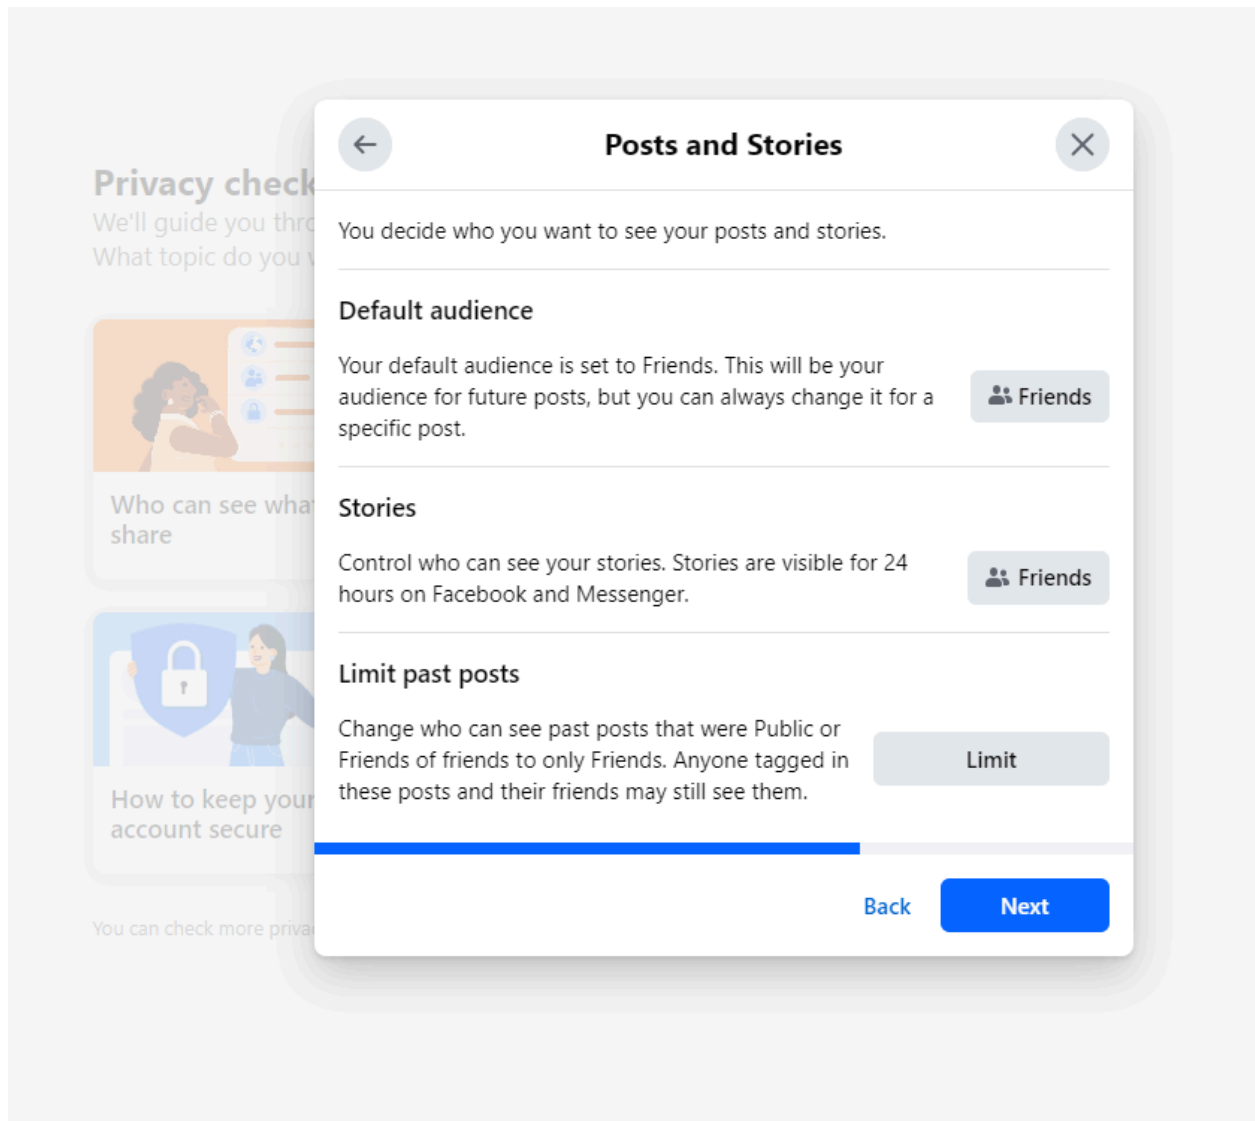 Posts and Stories
You decide who you want to see your posts and stories.
Default audience
Your default audience is set to Friends. This will be your
audience for future posts, but you can always change it for a
specific post.
Friends
Stories
Control who can see your stories. Stories are visible for 24
hours on Facebook and Messenger.
Friends
Limit past posts
Change who can see past posts that were Public or
Friends of friends to only Friends. Anyone tagged in
these posts and their friends may still see them.
Limit
Back
Next
Privacy check
We'll guide you thro
What topic do you
Who can see what
share
How to keep your
account secure
You can check more priva